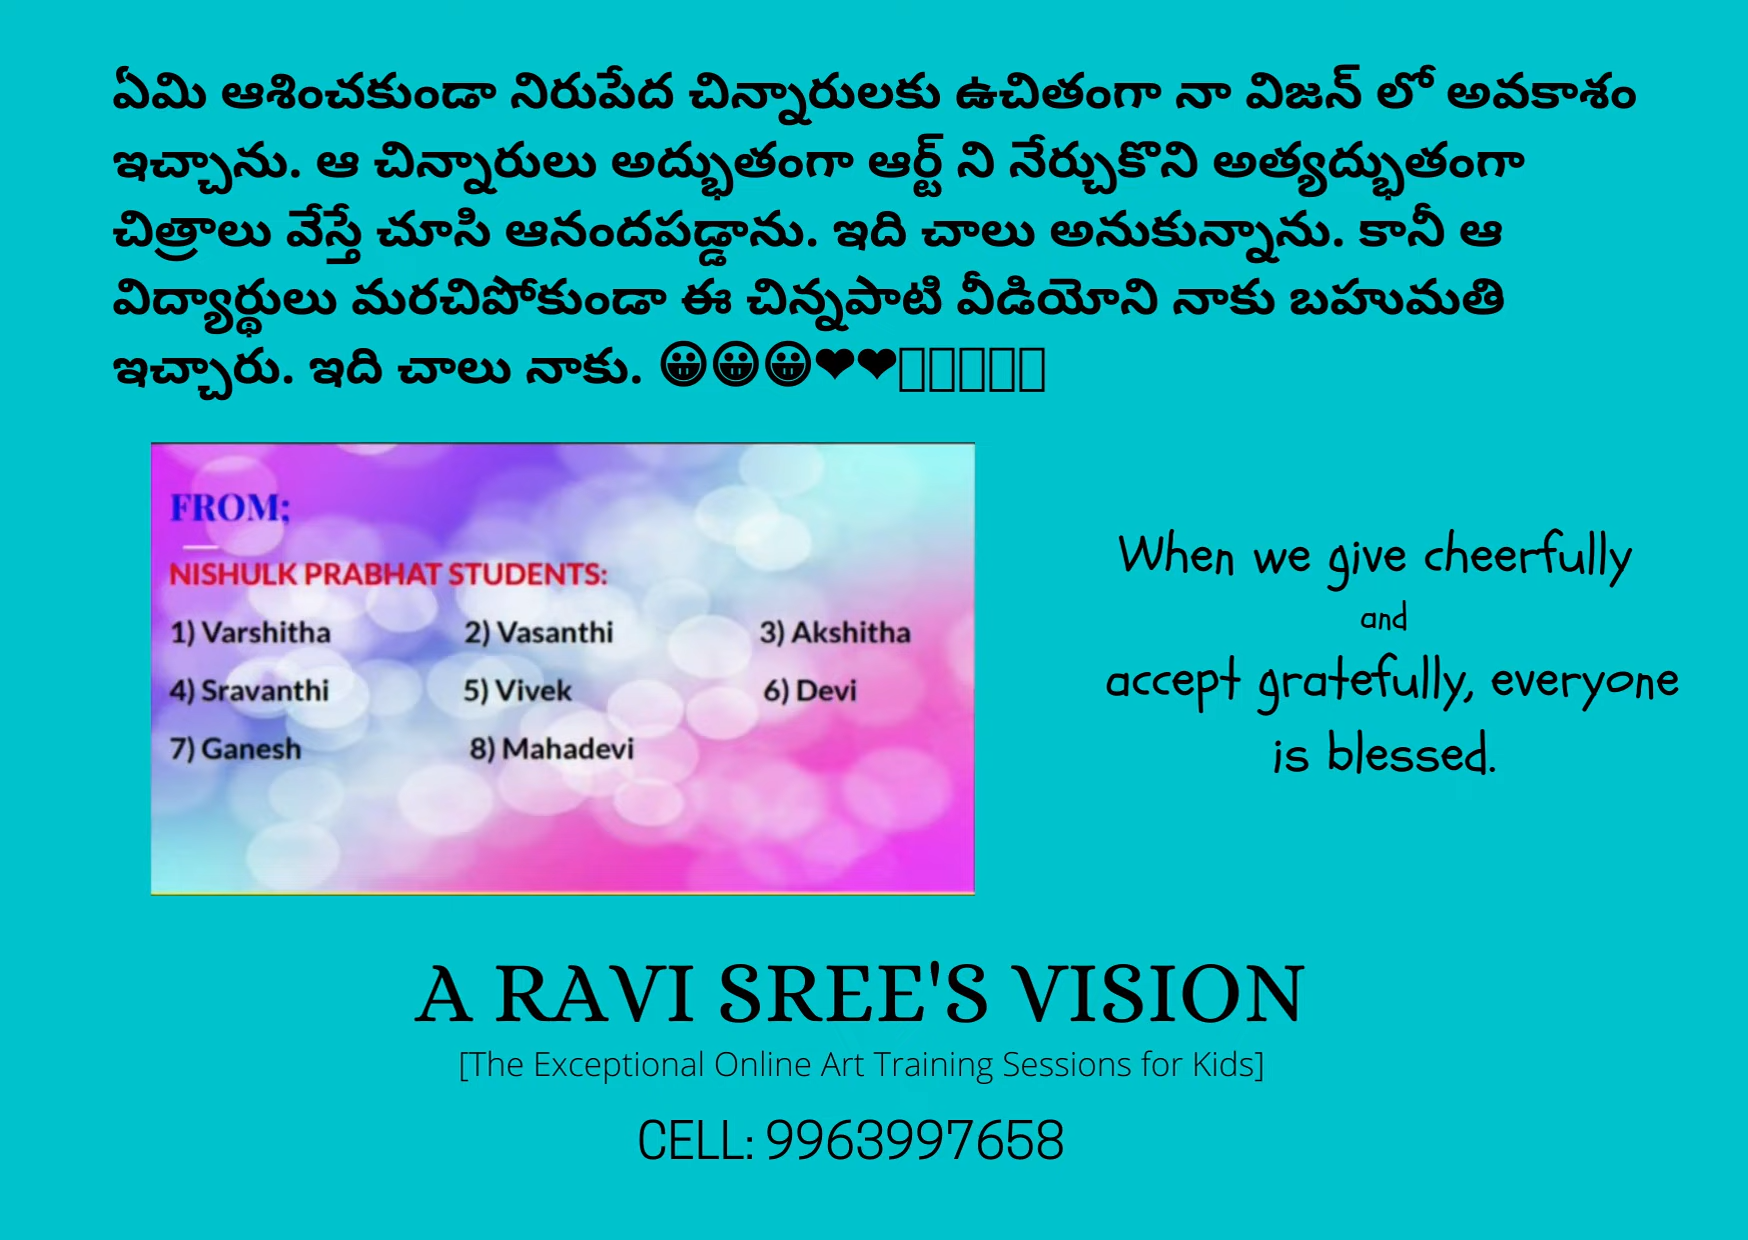 ఏమి ఆశించకుండా నిరుపేద చిన్నారులకు ఉచితంగా నా విజన్ లో అవకాశం
ఇచ్చాను. ఆ చిన్నారులు అద్భుతంగా ఆర్ట్ ని నేర్చుకొని అత్యద్భుతంగా
చిత్రాలు వేస్తే చూసి ఆనందపడ్డాను. ఇది చాలు అనుకున్నాను. కానీ ఆ
విద్యార్థులు మరచిపోకుండా ఈ చిన్నపాటి వీడియోని నాకు బహుమతి
ఇచ్చారు. ఇది చాలు నాకు. 😀😀😀❤❤
FROM;
NISHULK PRABHAT STUDENTS:
1) Varshitha 2) Vasanthi 3) Akshitha
4) Sravanthi 5) Vivek 6) Devi
7) Ganesh 8) Mahadevi
When we give cheerfully
and
accept gratefully, everyone
is blessed.
A RAVI SREE'S VISION
[The Exceptional Online Art Training Sessions for Kids]
CELL: 9963997658